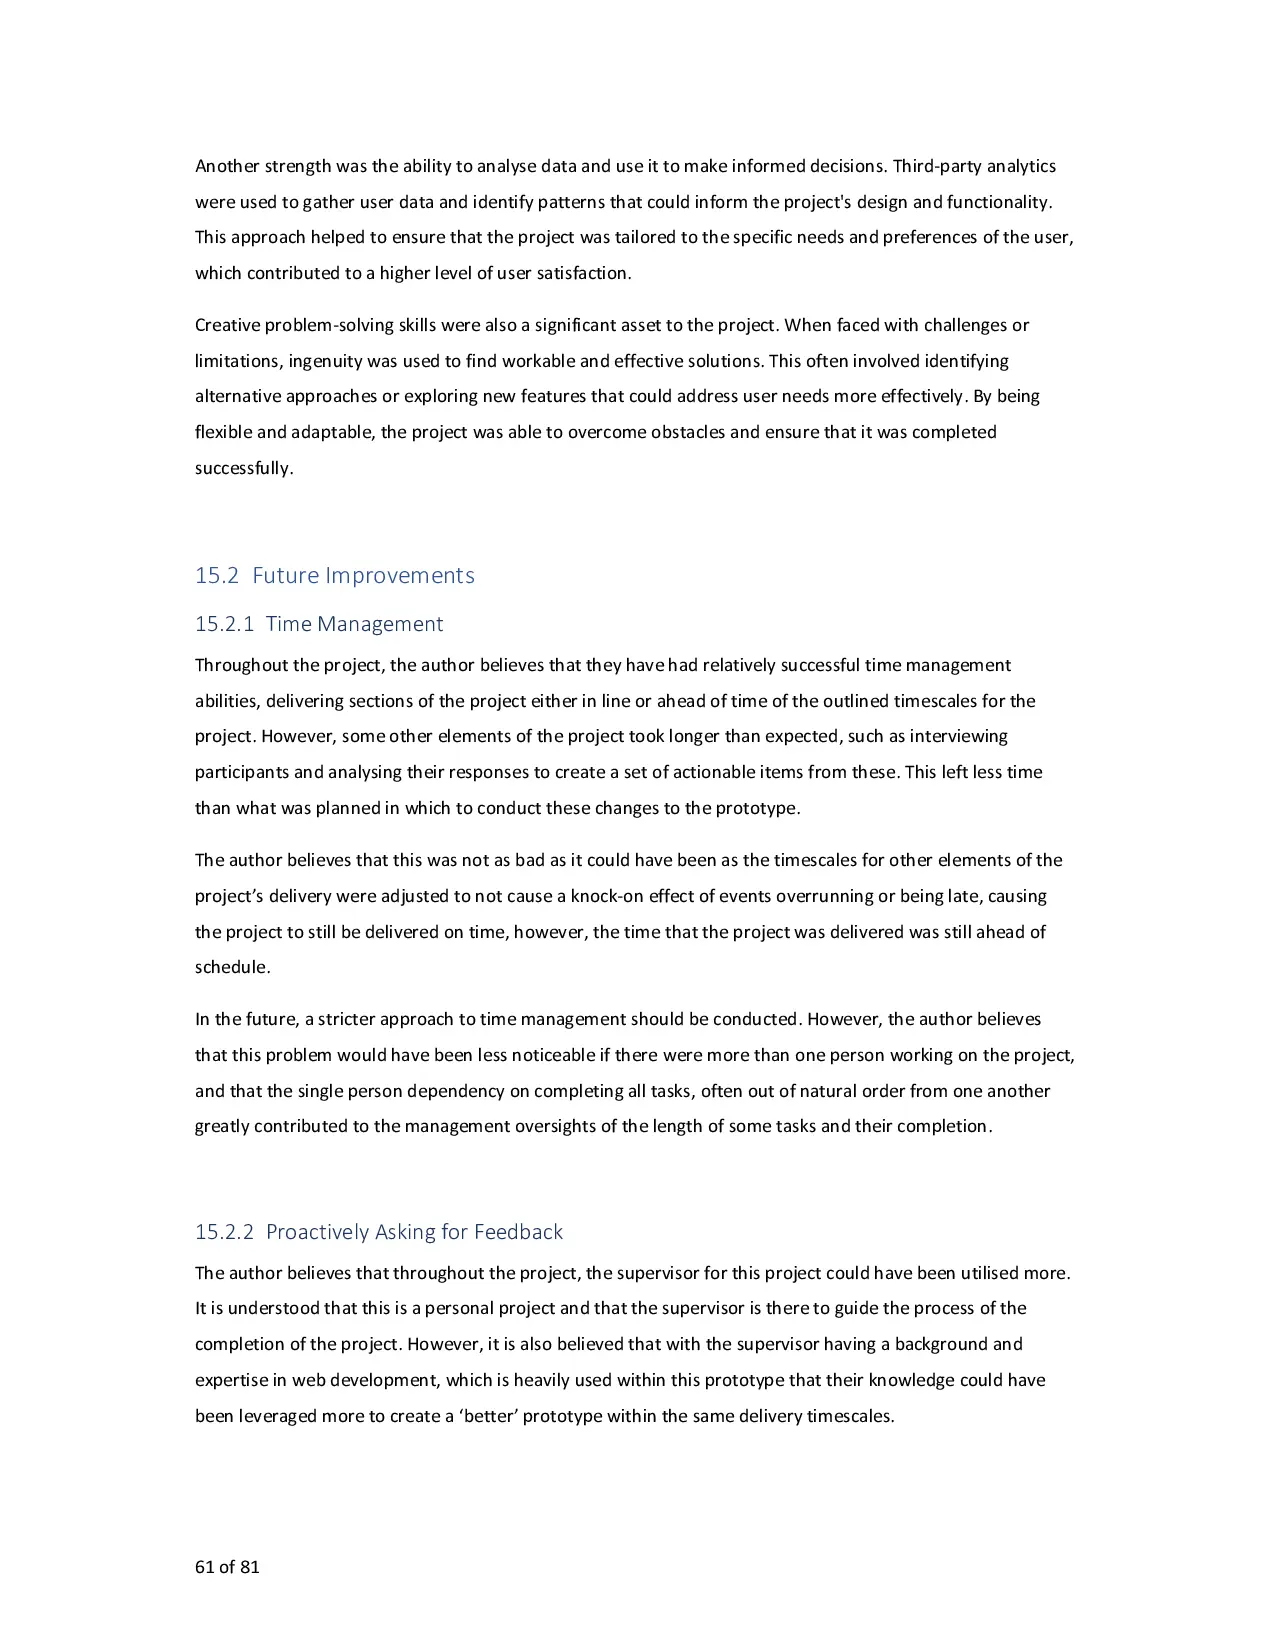 Another strength was the ability to analyse data and use it to make informed decisions. Third-party analytics
were used to gather user data and identify patterns that could inform the project's design and functionality.
This approach helped to ensure that the project was tailored to the specific needs and preferences of the user,
which contributed to a higher level of user satisfaction.
Creative problem-solving skills were also a significant asset to the project. When faced with challenges or
limitations, ingenuity was used to find workable and effective solutions. This often involved identifying
alternative approaches or exploring new features that could address user needs more effectively. By being
flexible and adaptable, the project was able to overcome obstacles and ensure that it was completed
successfully.
15.2 Future Improvements
15.2.1 Time Management
Throughout the project, the author believes that they have had relatively successful time management
abilities, delivering sections of the project either in line or ahead of time of the outlined timescales for the
project. However, some other elements of the project took longer than expected, such as interviewing
participants and analysing their responses to create a set of actionable items from these. This left less time
than what was planned in which to conduct these changes to the prototype.
The author believes that this was not as bad as it could have been as the timescales for other elements of the
project’s delivery were adjusted to not cause a knock-on effect of events overrunning or being late, causing
the project to still be delivered on time, however, the time that the project was delivered was still ahead of
schedule.
In the future, a stricter approach to time management should be conducted. However, the author believes
that this problem would have been less noticeable if there were more than one person working on the project,
and that the single person dependency on completing all tasks, often out of natural order from one another
greatly contributed to the management oversights of the length of some tasks and their completion.
15.2.2 Proactively Asking for Feedback
The author believes that throughout the project, the supervisor for this project could have been utilised more.
It is understood that this is a personal project and that the supervisor is there to guide the process of the
completion of the project. However, it is also believed that with the supervisor having a background and
expertise in web development, which is heavily used within this prototype that their knowledge could have
been leveraged more to create a ‘better’ prototype within the same delivery timescales.
61 of 81